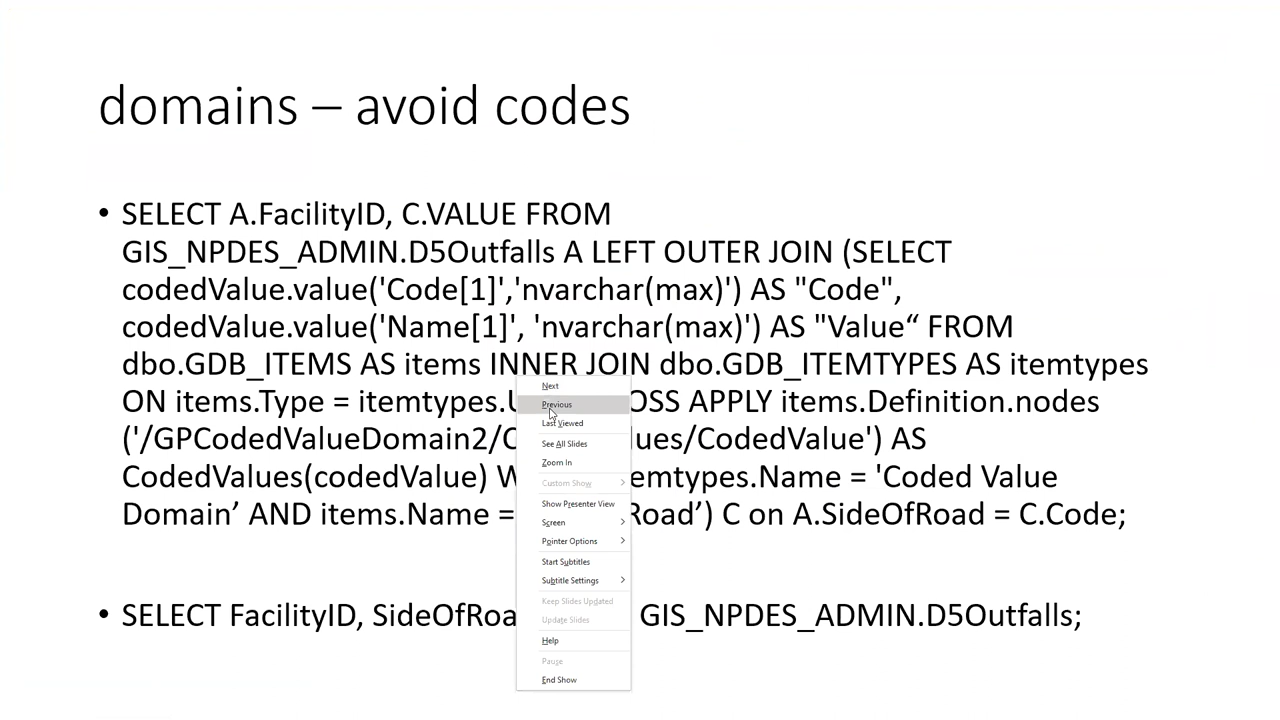 domains – avoid codes
• SELECT A.FacilityID, C.VALUE FROM
GIS_NPDES_ADMIN.D5Outfalls A LEFT OUTER JOIN (SELECT
codedValue.value('Code[1]','nvarchar(max)') AS "Code",
codedValue.value('Name[1]', 'nvarchar(max)') AS "Value“ FROM
dbo.GDB_ITEMS AS items INNER JOIN dbo.GDB_ITEMTYPES AS itemtypes
ON items.Type = itemtypes.U OSS APPLY items.Definition.nodes
('/GPCodedValueDomain2/C lues/CodedValue') AS
CodedValues(codedValue) W emtypes.Name = 'Coded Value
Domain’ AND items.Name = Road’) C on A.SideOfRoad = C.Code;
• SELECT FacilityID, SideOfRoa GIS_NPDES_ADMIN.D5Outfalls;
Next
Previous
Last Viewed
See All Slides
Zoom In
Custom Show
Show Presenter View
Screen
Pointer Options
Start Subtitles
Subtitle Settings
Keep Slides Updated
Update Slides
Help
Pause
End Show